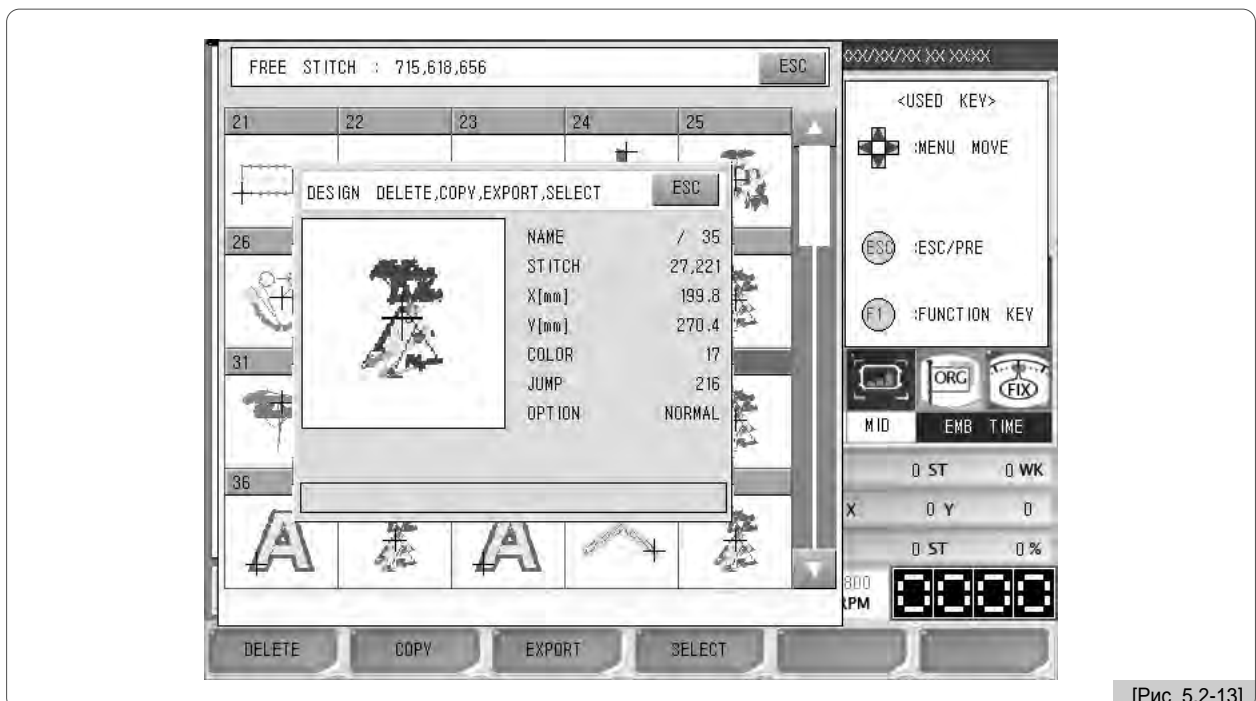 FREE STITCH : 715,618,656 ESC
XX/XX/XX XX XX:XX
<USED KEY>
:MENU MOVE
ESC :ESC/PRE
F1 :FUNCTION KEY
21 22 23 24 25
DESIGN DELETE,COPY,EXPORT,SELECT ESC
NAME / 35
STITCH 27,221
X[mm] 199.8
Y[mm] 270.4
COLOR 17
JUMP 216
OPTION NORMAL
26
31
36
A A
ORG FIX
MID EMB TIME
0 ST 0 WK
X 0 Y 0
0 ST 0 %
800
RPM 0000
DELETE COPY EXPORT SELECT
[Рис. 5.2-13]